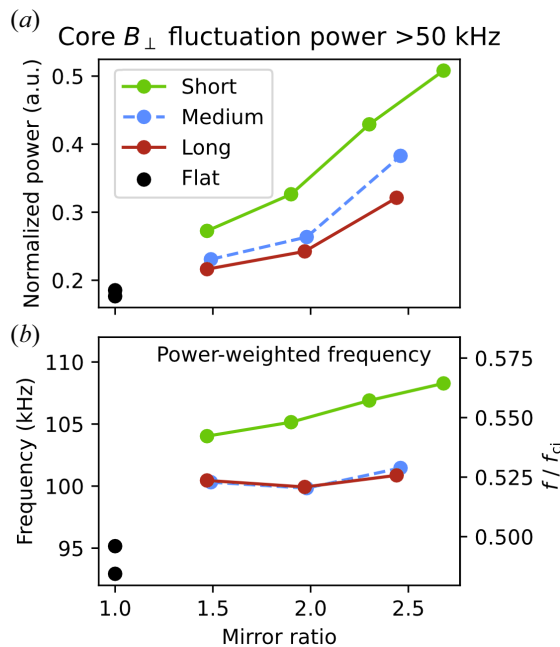 (a)
Core B⊥ fluctuation power >50 kHz
Normalized power (a.u.)
0.5
0.4
0.3
0.2
Short
Medium
Long
Flat
(b)
Power-weighted frequency
Frequency (kHz)
110
105
100
95
0.575
0.550
0.525
0.500
f / f_ci
1.0 1.5 2.0 2.5
Mirror ratio